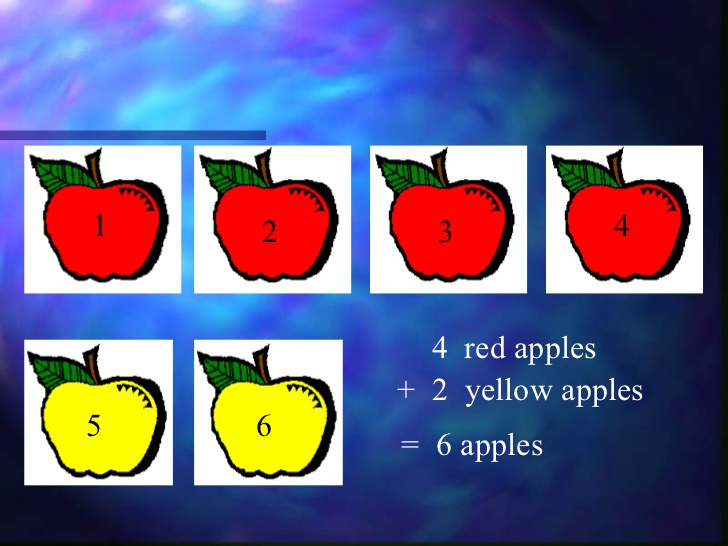 1 2 3 4
5 6
4 red apples
+ 2 yellow apples
= 6 apples